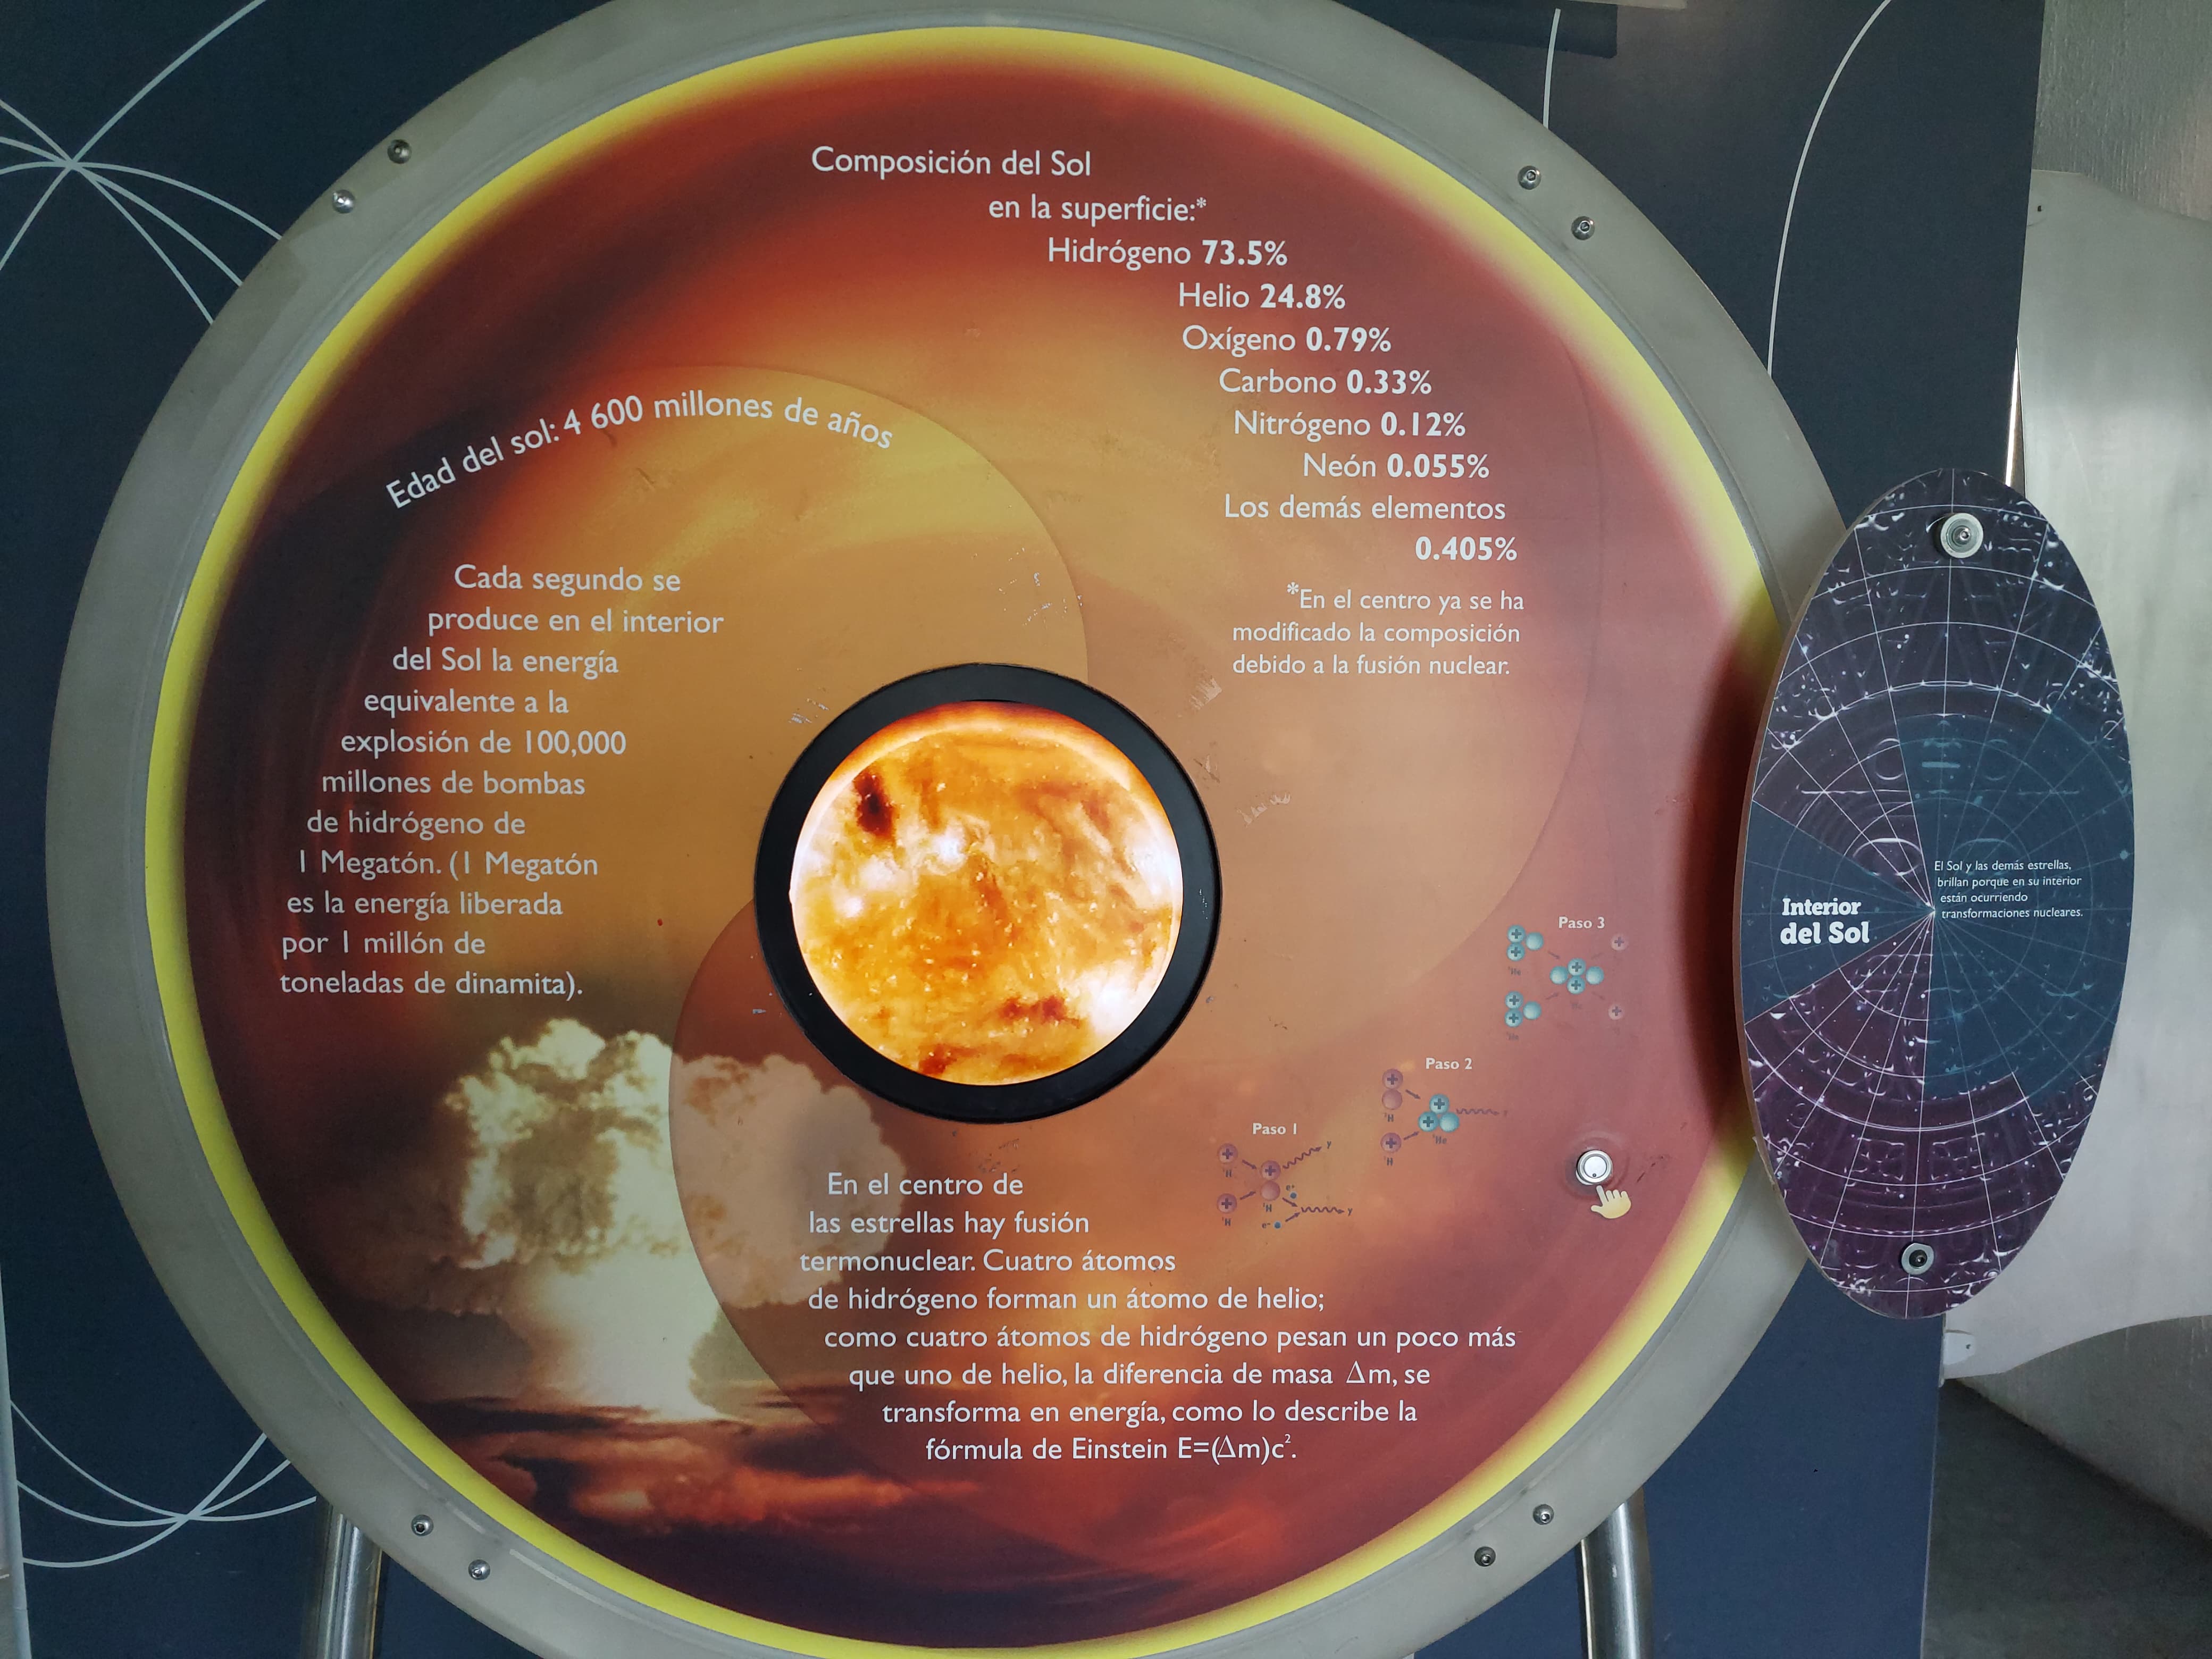 Composición del Sol
en la superficie:*
Hidrógeno 73.5%
Helio 24.8%
Oxígeno 0.79%
Carbono 0.33%
Nitrógeno 0.12%
Neón 0.055%
Los demás elementos
0.405%
*En el centro ya se ha
modificado la composición
debido a la fusión nuclear.
Edad del sol: 4 600 millones de años
Cada segundo se
produce en el interior
del Sol la energía
equivalente a la
explosión de 100,000
millones de bombas
de hidrógeno de
1 Megatón. (1 Megatón
es la energía liberada
por 1 millón de
toneladas de dinamita).
En el centro de
las estrellas hay fusión
termonuclear. Cuatro átomos
de hidrógeno forman un átomo de helio;
como cuatro átomos de hidrógeno pesan un poco más
que uno de helio, la diferencia de masa Δm, se
transforma en energía, como lo describe la
fórmula de Einstein E=(Δm)c².
Paso 1
Paso 2
Paso 3
Interior
del Sol
El Sol y las demás estrellas,
brillan porque en su interior
están ocurriendo
transformaciones nucleares.